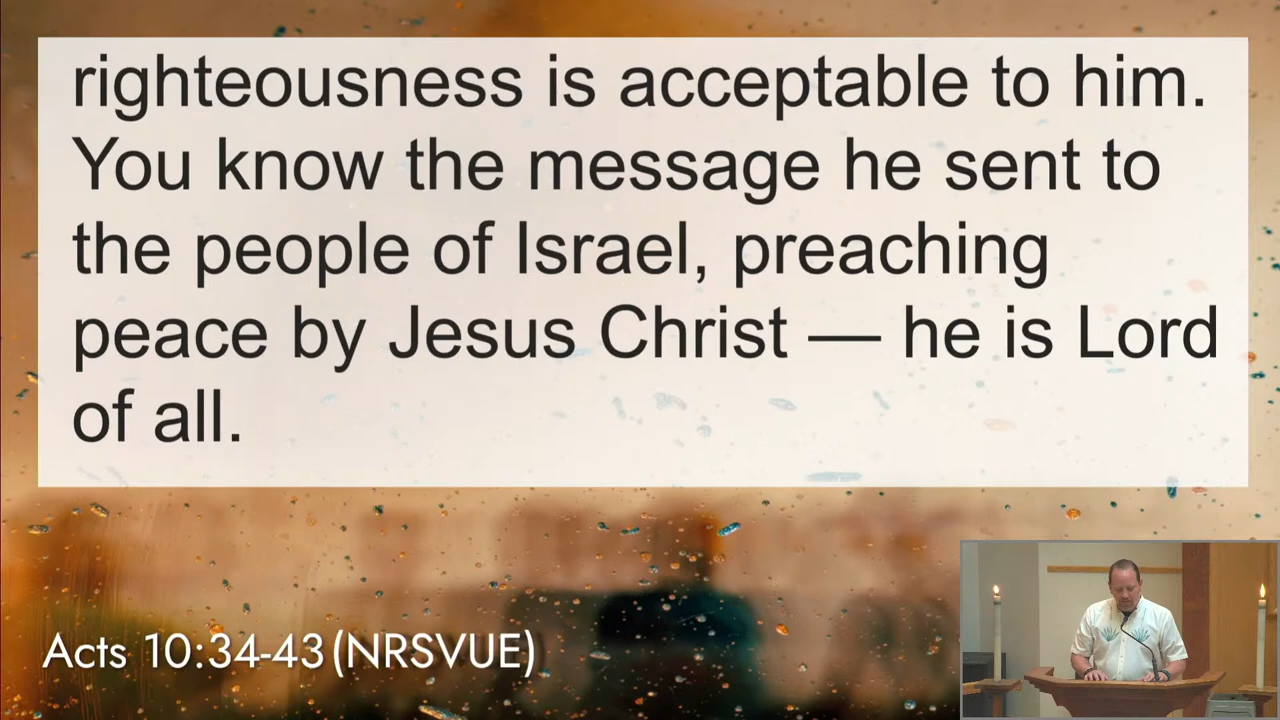 righteousness is acceptable to him.
You know the message he sent to
the people of Israel, preaching
peace by Jesus Christ — he is Lord
of all.
Acts 10:34-43 (NRSVUE)